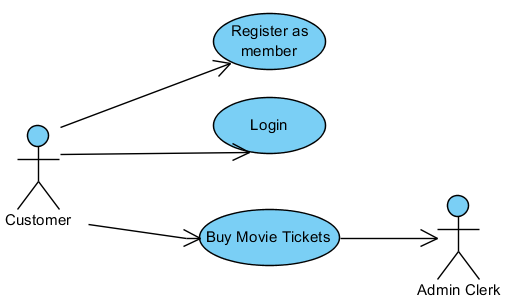 Register as
member
Login
Customer
Buy Movie Tickets
Admin Clerk